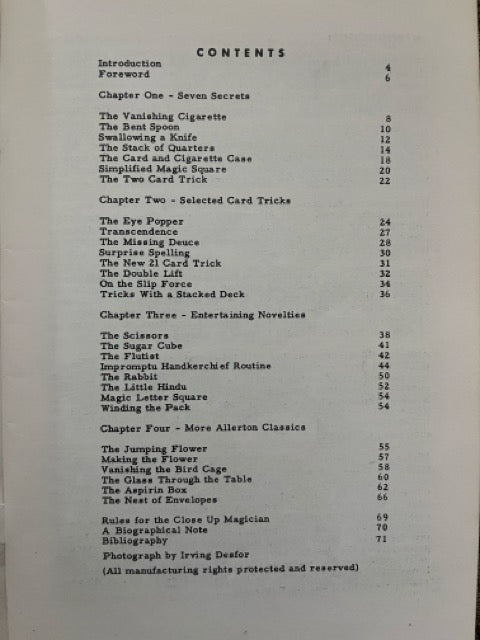 CONTENTS
Introduction 4
Foreword 6
Chapter One - Seven Secrets
The Vanishing Cigarette 8
The Bent Spoon 10
Swallowing a Knife 12
The Stack of Quarters 14
The Card and Cigarette Case 18
Simplified Magic Square 20
The Two Card Trick 22
Chapter Two - Selected Card Tricks
The Eye Popper 24
Transcendence 27
The Missing Deuce 28
Surprise Spelling 30
The New 21 Card Trick 31
The Double Lift 32
On the Slip Force 34
Tricks With a Stacked Deck 36
Chapter Three - Entertaining Novelties
The Scissors 38
The Sugar Cube 41
The Flutist 42
Impromptu Handkerchief Routine 44
The Rabbit 50
The Little Hindu 52
Magic Letter Square 54
Winding the Pack 54
Chapter Four - More Allerton Classics
The Jumping Flower 55
Making the Flower 57
Vanishing the Bird Cage 58
The Glass Through the Table 60
The Aspirin Box 62
The Nest of Envelopes 66
Rules for the Close Up Magician 69
A Biographical Note 70
Bibliography 71
Photograph by Irving Desfor
(All manufacturing rights protected and reserved)